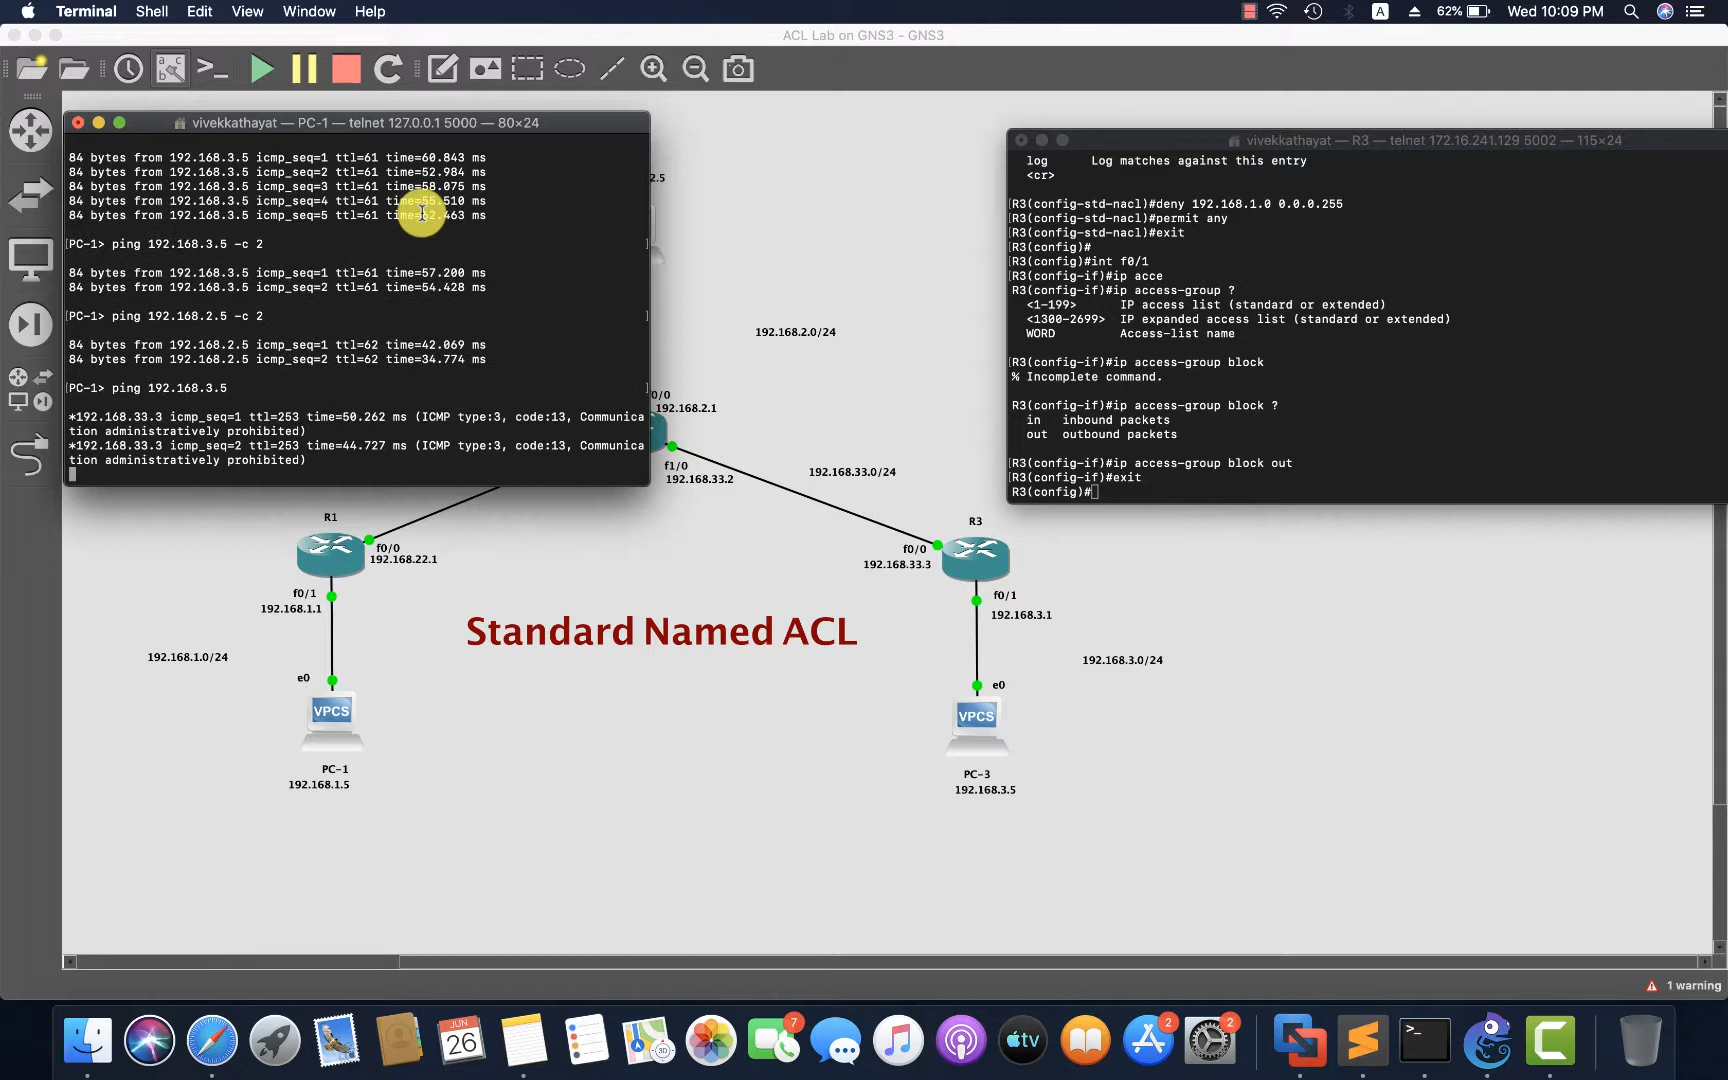 Terminal Shell Edit View Window Help
A 62% Wed 10:09 PM
ACL Lab on GNS3 - GNS3
vivekkathayat — PC-1 — telnet 127.0.0.1 5000 — 80×24
84 bytes from 192.168.3.5 icmp_seq=1 ttl=61 time=60.843 ms
84 bytes from 192.168.3.5 icmp_seq=2 ttl=61 time=52.984 ms
84 bytes from 192.168.3.5 icmp_seq=3 ttl=61 time=58.075 ms
84 bytes from 192.168.3.5 icmp_seq=4 ttl=61 time=55.510 ms
84 bytes from 192.168.3.5 icmp_seq=5 ttl=61 time=62.463 ms
[PC-1> ping 192.168.3.5 -c 2 ]
84 bytes from 192.168.3.5 icmp_seq=1 ttl=61 time=57.200 ms
84 bytes from 192.168.3.5 icmp_seq=2 ttl=61 time=54.428 ms
[PC-1> ping 192.168.2.5 -c 2 ]
84 bytes from 192.168.2.5 icmp_seq=1 ttl=62 time=42.069 ms
84 bytes from 192.168.2.5 icmp_seq=2 ttl=62 time=34.774 ms
[PC-1> ping 192.168.3.5 ]
*192.168.33.3 icmp_seq=1 ttl=253 time=50.262 ms (ICMP type:3, code:13, Communica
tion administratively prohibited)
*192.168.33.3 icmp_seq=2 ttl=253 time=44.727 ms (ICMP type:3, code:13, Communica
tion administratively prohibited)
vivekkathayat — R3 — telnet 172.16.241.129 5002 — 115×24
log Log matches against this entry
<cr>
[R3(config-std-nacl)#deny 192.168.1.0 0.0.0.255
[R3(config-std-nacl)#permit any
[R3(config-std-nacl)#exit
[R3(config)#
[R3(config)#int f0/1
[R3(config-if)#ip acce
R3(config-if)#ip access-group ?
<1-199> IP access list (standard or extended)
<1300-2699> IP expanded access list (standard or extended)
WORD Access-list name
[R3(config-if)#ip access-group block
% Incomplete command.
R3(config-if)#ip access-group block ?
in inbound packets
out outbound packets
[R3(config-if)#ip access-group block out
[R3(config-if)#exit
R3(config)#
2.5
192.168.2.0/24
0/0
192.168.2.1
f1/0
192.168.33.2
192.168.33.0/24
R1
f0/0
192.168.22.1
f0/1
192.168.1.1
192.168.1.0/24
e0
VPCS
PC-1
192.168.1.5
Standard Named ACL
R3
f0/0
192.168.33.3
f0/1
192.168.3.1
192.168.3.0/24
e0
VPCS
PC-3
192.168.3.5
1 warning
JUN
26
3D
7
tv
2
2
>_
C